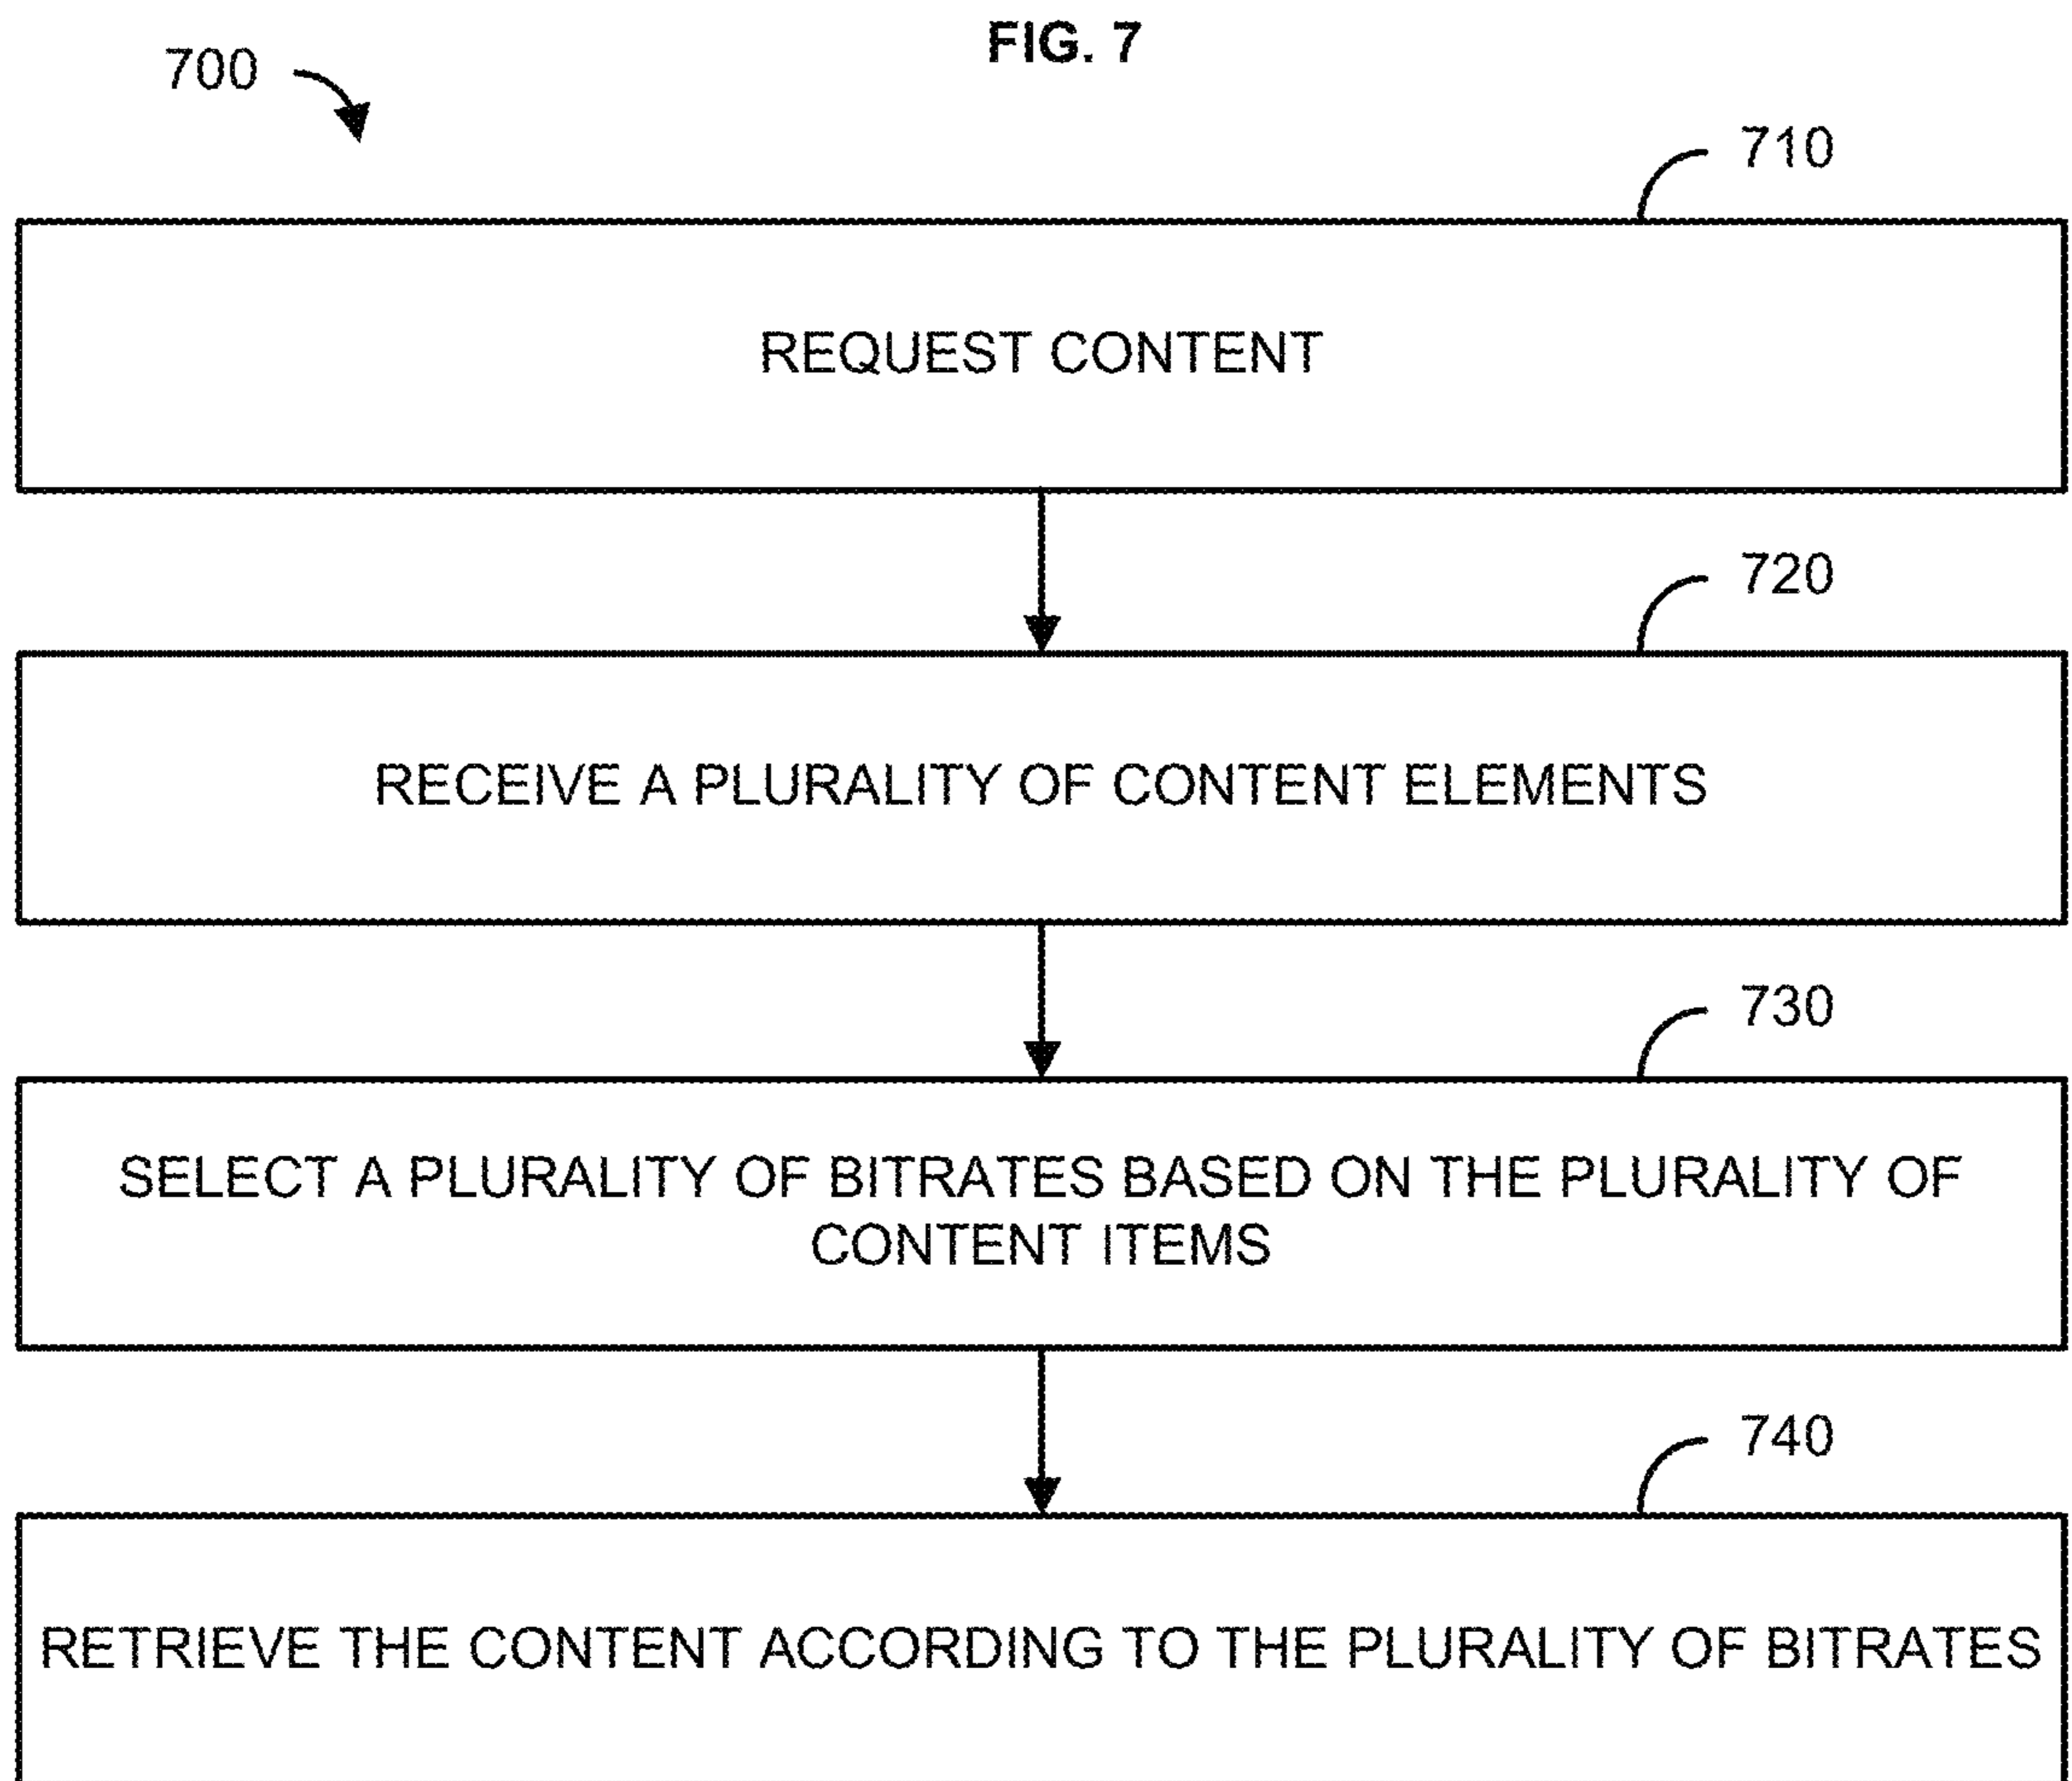 FIG. 7
700
710
REQUEST CONTENT
720
RECEIVE A PLURALITY OF CONTENT ELEMENTS
730
SELECT A PLURALITY OF BITRATES BASED ON THE PLURALITY OF
CONTENT ITEMS
740
RETRIEVE THE CONTENT ACCORDING TO THE PLURALITY OF BITRATES